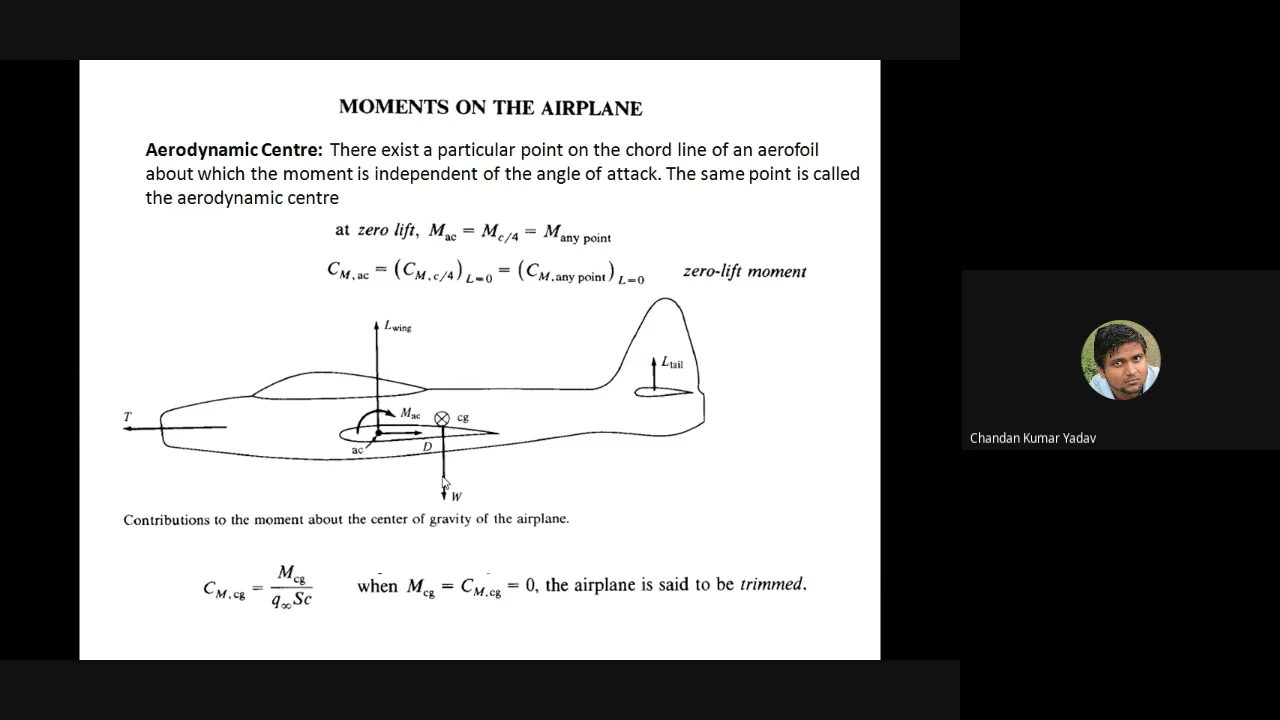 MOMENTS ON THE AIRPLANE
Aerodynamic Centre: There exist a particular point on the chord line of an aerofoil
about which the moment is independent of the angle of attack. The same point is called
the aerodynamic centre
at zero lift, M_ac = M_c/4 = M_any point
C_M,ac = (C_M,c/4)_L=0 = (C_M,any point)_L=0 zero-lift moment
L_wing
L_tail
T
M_ac
cg
ac
D
W
Contributions to the moment about the center of gravity of the airplane.
C_M,cg = M_cg / q_∞ Sc when M_cg = C_M,cg = 0, the airplane is said to be trimmed.
Chandan Kumar Yadav